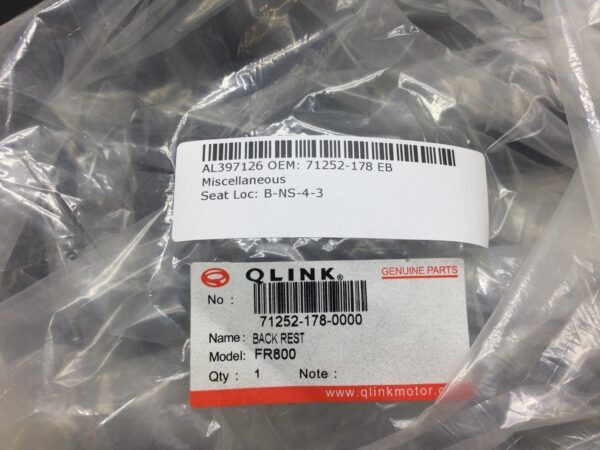 AL397126 OEM: 71252-178 EB
Miscellaneous
Seat Loc: B-NS-4-3
QLINK®
GENUINE PARTS
No :
71252-178-0000
Name: BACK REST
Model: FR800
Qty : 1 Note :
www.qlinkmotor.c